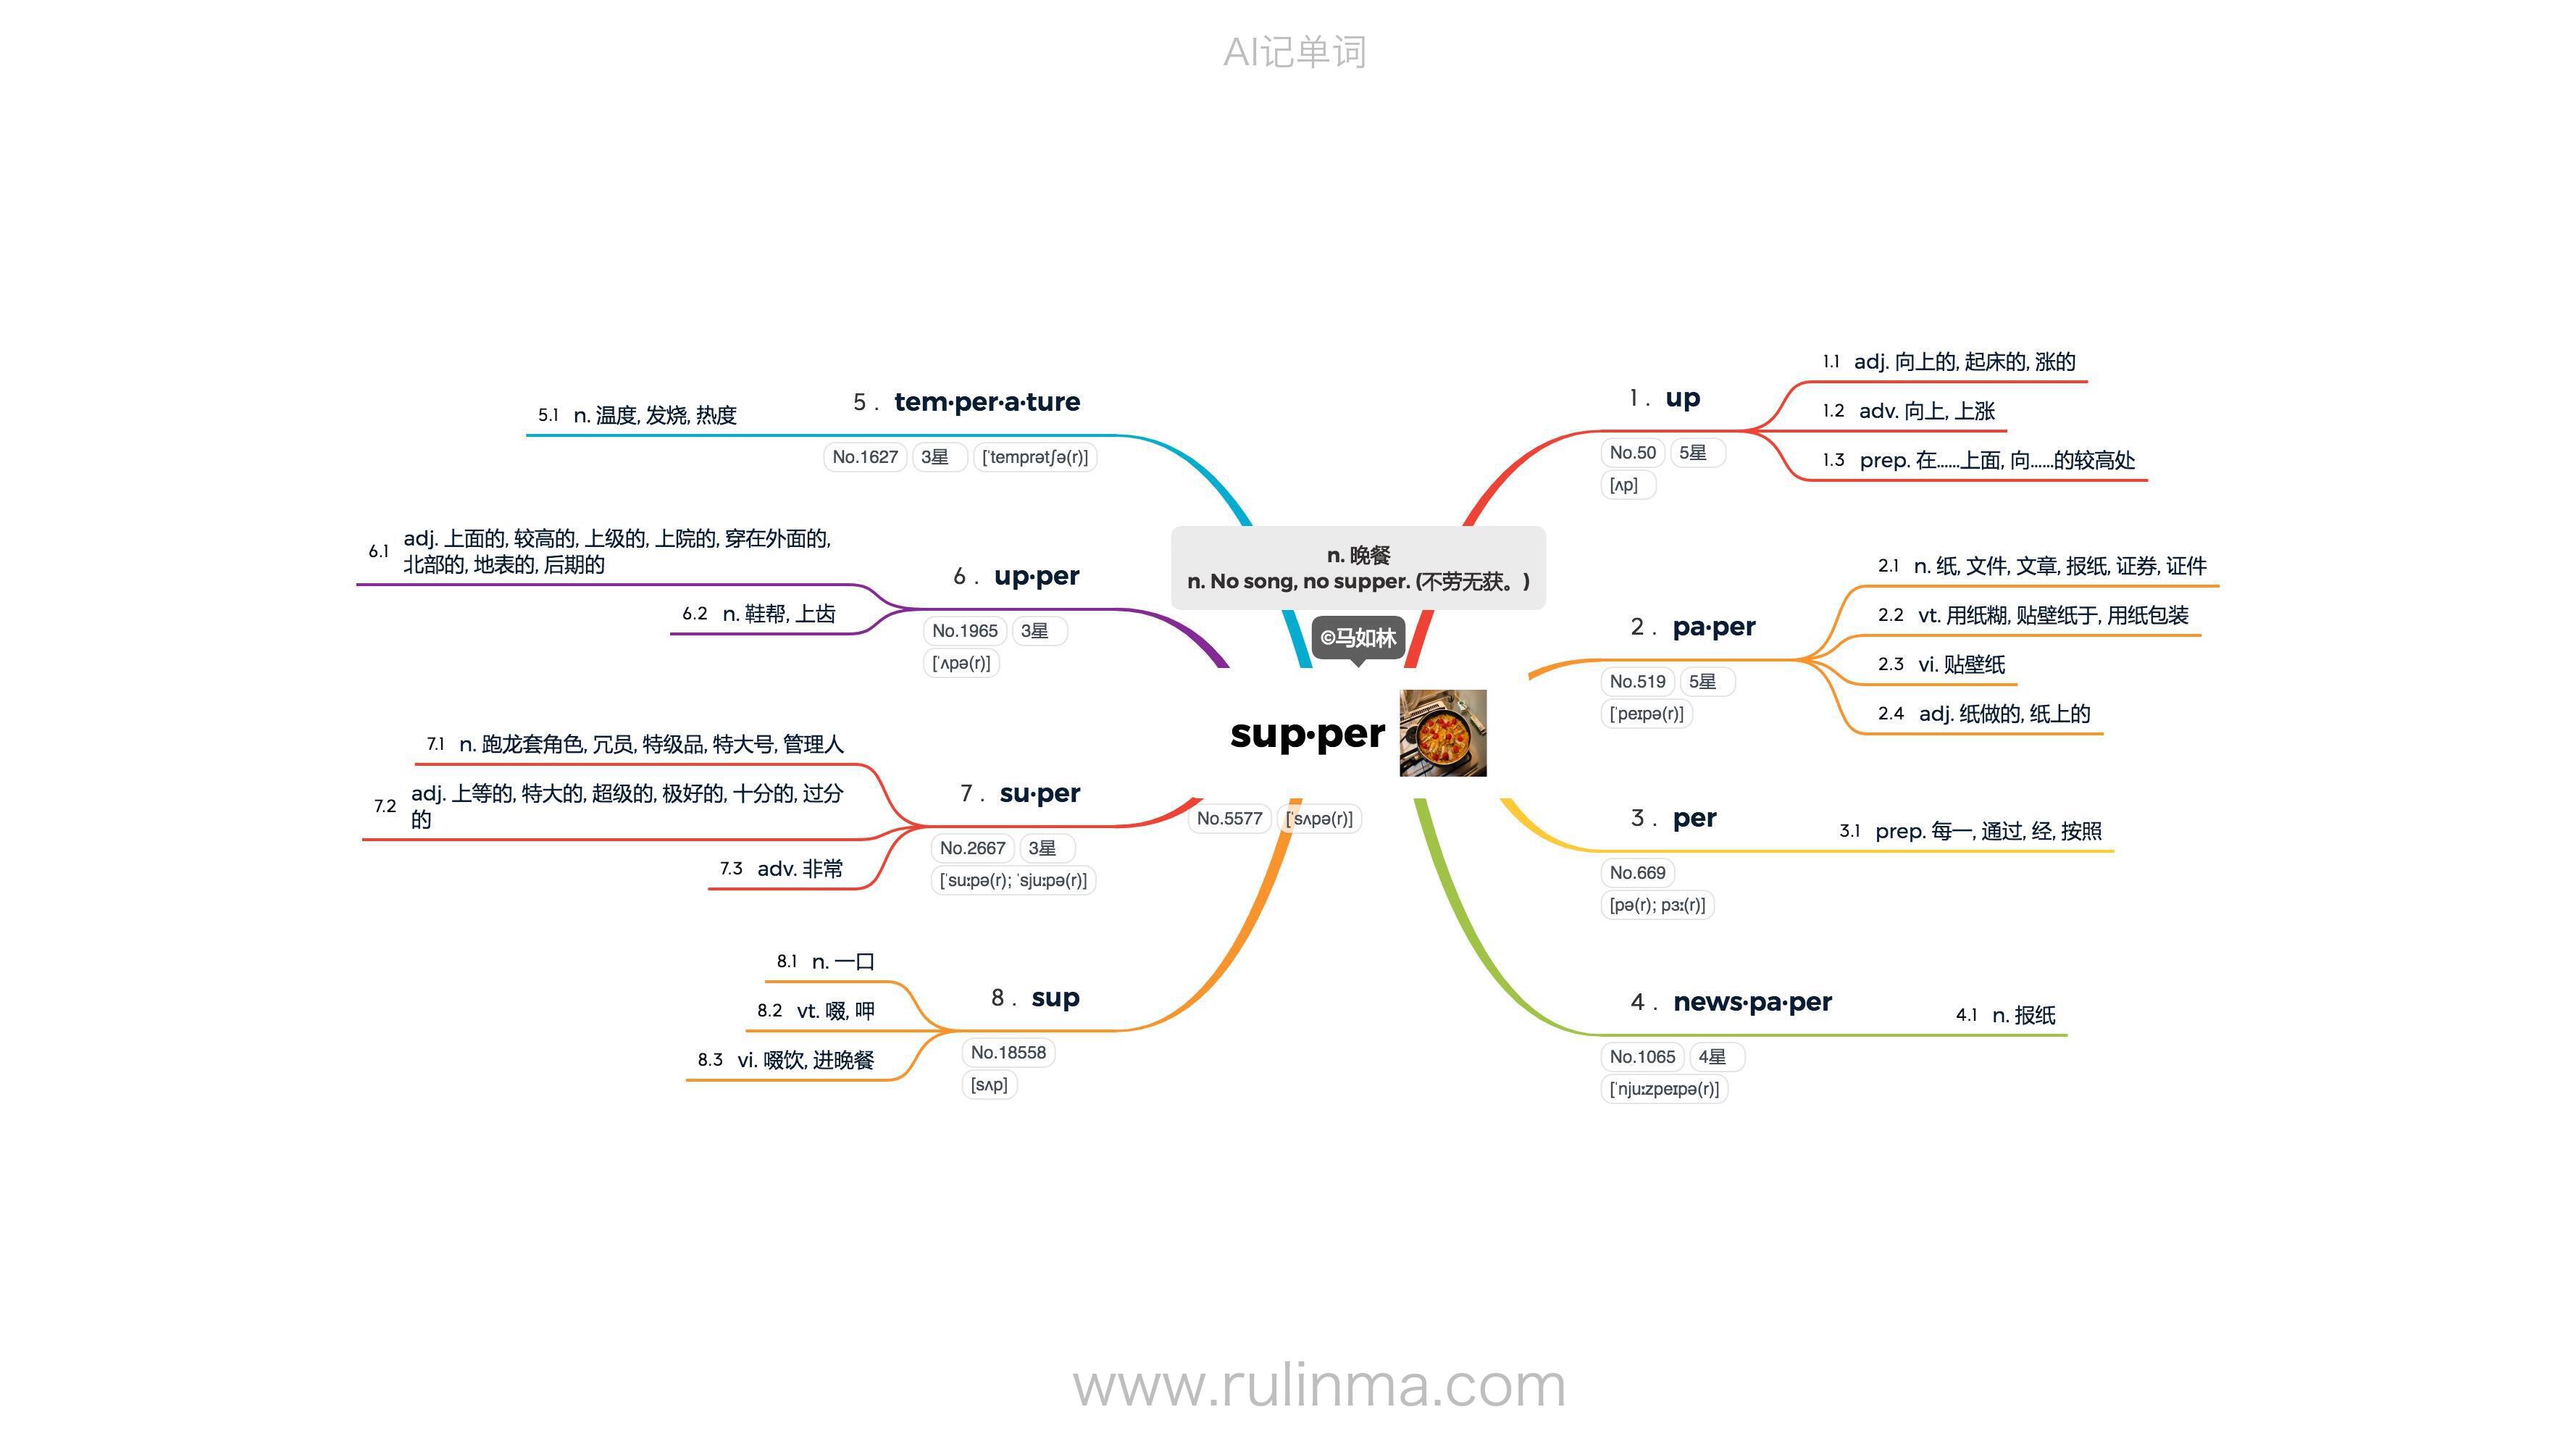 AI记单词
n. 晚餐
n. No song, no supper. (不劳无获。)
©马如林
sup·per
No.5577 [ˈsʌpə(r)]
1 . up
No.50 5星
[ʌp]
1.1 adj. 向上的, 起床的, 涨的
1.2 adv. 向上, 上涨
1.3 prep. 在……上面, 向……的较高处
2 . pa·per
No.519 5星
[ˈpeɪpə(r)]
2.1 n. 纸, 文件, 文章, 报纸, 证券, 证件
2.2 vt. 用纸糊, 贴壁纸于, 用纸包装
2.3 vi. 贴壁纸
2.4 adj. 纸做的, 纸上的
3 . per
No.669
[pə(r); pɜː(r)]
3.1 prep. 每一, 通过, 经, 按照
4 . news·pa·per
No.1065 4星
[ˈnjuːzpeɪpə(r)]
4.1 n. 报纸
5 . tem·per·a·ture
No.1627 3星 [ˈtemprətʃə(r)]
5.1 n. 温度, 发烧, 热度
6 . up·per
No.1965 3星
[ˈʌpə(r)]
6.1 adj. 上面的, 较高的, 上级的, 上院的, 穿在外面的,
北部的, 地表的, 后期的
6.2 n. 鞋帮, 上齿
7 . su·per
No.2667 3星
[ˈsuːpə(r); ˈsjuːpə(r)]
7.1 n. 跑龙套角色, 冗员, 特级品, 特大号, 管理人
7.2 adj. 上等的, 特大的, 超级的, 极好的, 十分的, 过分
的
7.3 adv. 非常
8 . sup
No.18558
[sʌp]
8.1 n. 一口
8.2 vt. 啜, 呷
8.3 vi. 啜饮, 进晚餐
www.rulinma.com